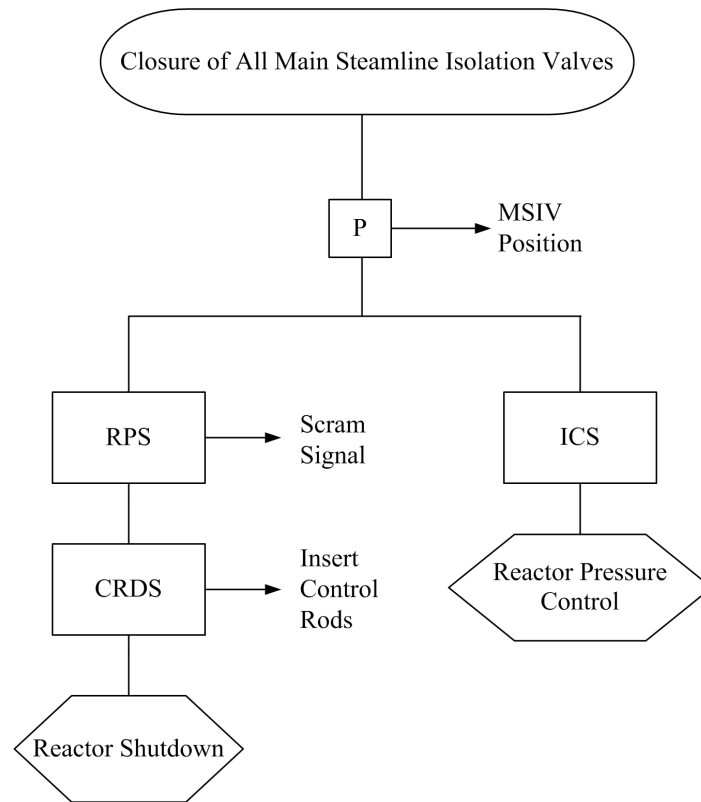 Closure of All Main Steamline Isolation Valves
P
MSIV
Position
RPS
Scram
Signal
ICS
CRDS
Insert
Control
Rods
Reactor Pressure
Control
Reactor Shutdown